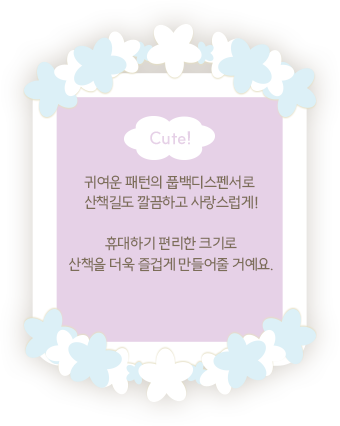 Cute!
귀여운 패턴의 풉백디스펜서로
산책길도 깔끔하고 사랑스럽게!
휴대하기 편리한 크기로
산책을 더욱 즐겁게 만들어줄 거예요.